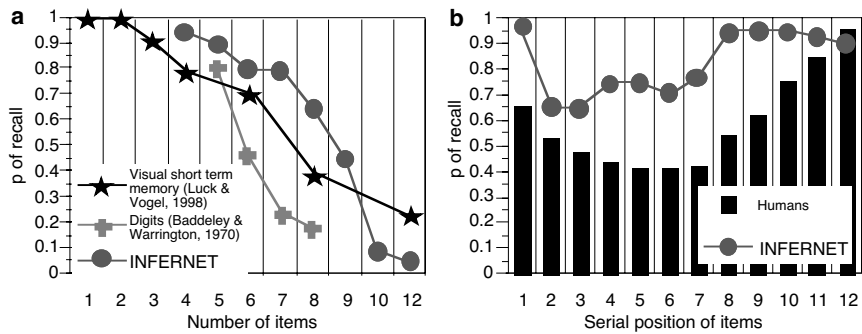 a
p of recall
1
0.9
0.8
0.7
0.6
0.5
0.4
0.3
0.2
0.1
0
Visual short term
memory (Luck &
Vogel, 1998)
Digits (Baddeley &
Warrington, 1970)
INFERNET
1 2 3 4 5 6 7 8 9 10 12
Number of items
b
p of recall
1
0.9
0.8
0.7
0.6
0.5
0.4
0.3
0.2
0.1
0
Humans
INFERNET
1 2 3 4 5 6 7 8 9 10 11 12
Serial position of items